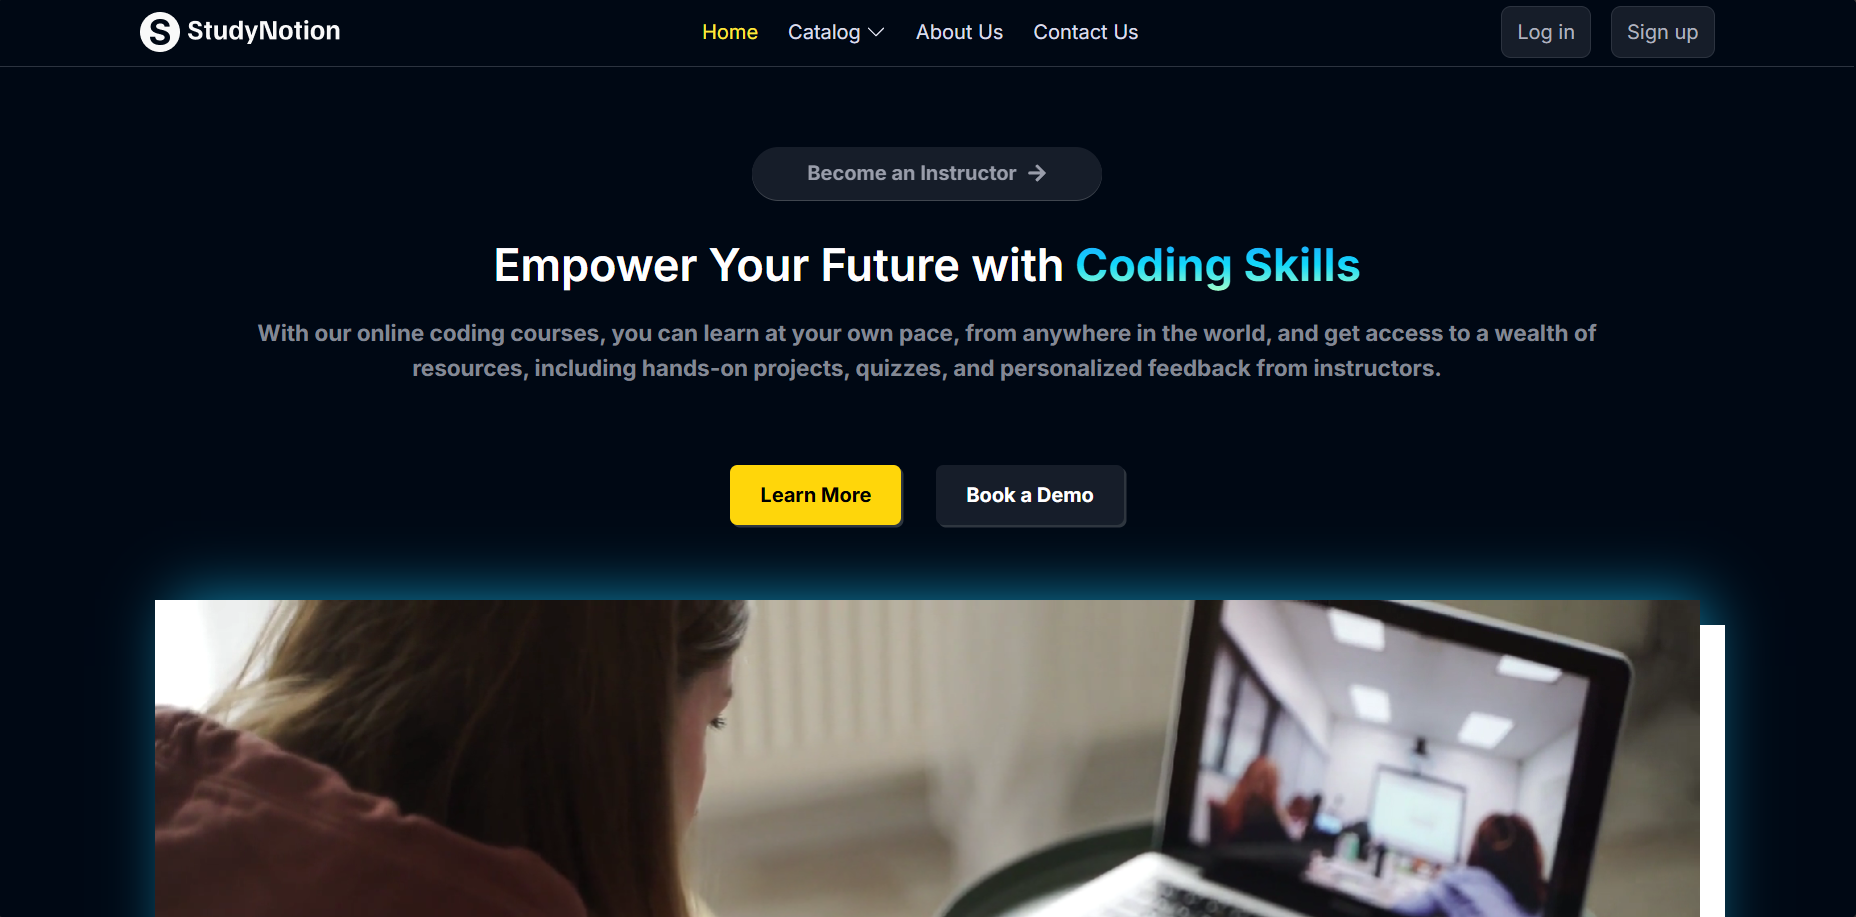 StudyNotion
Home Catalog About Us Contact Us
Log in Sign up
Become an Instructor
Empower Your Future with Coding Skills
With our online coding courses, you can learn at your own pace, from anywhere in the world, and get access to a wealth of
resources, including hands-on projects, quizzes, and personalized feedback from instructors.
Learn More
Book a Demo